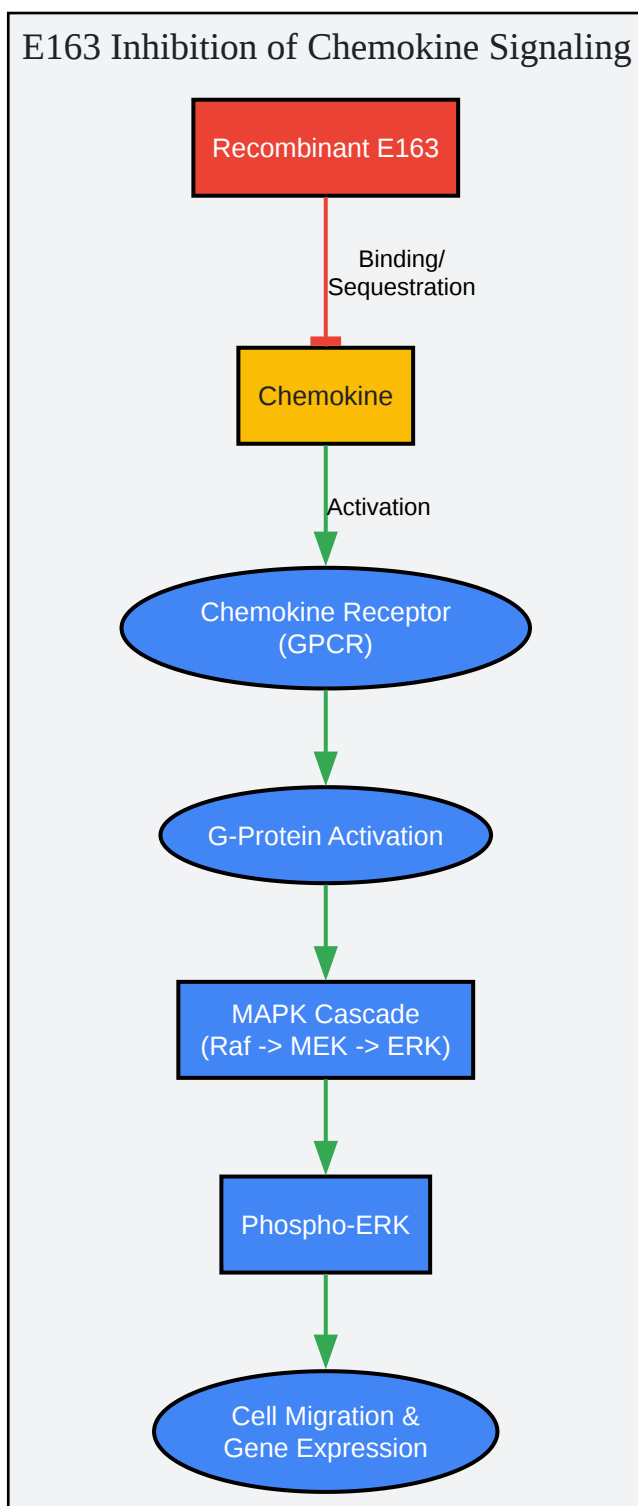 E163 Inhibition of Chemokine Signaling
Recombinant E163
Binding/
Sequestration
Chemokine
Activation
Chemokine Receptor
(GPCR)
G-Protein Activation
MAPK Cascade
(Raf -> MEK -> ERK)
Phospho-ERK
Cell Migration &
Gene Expression